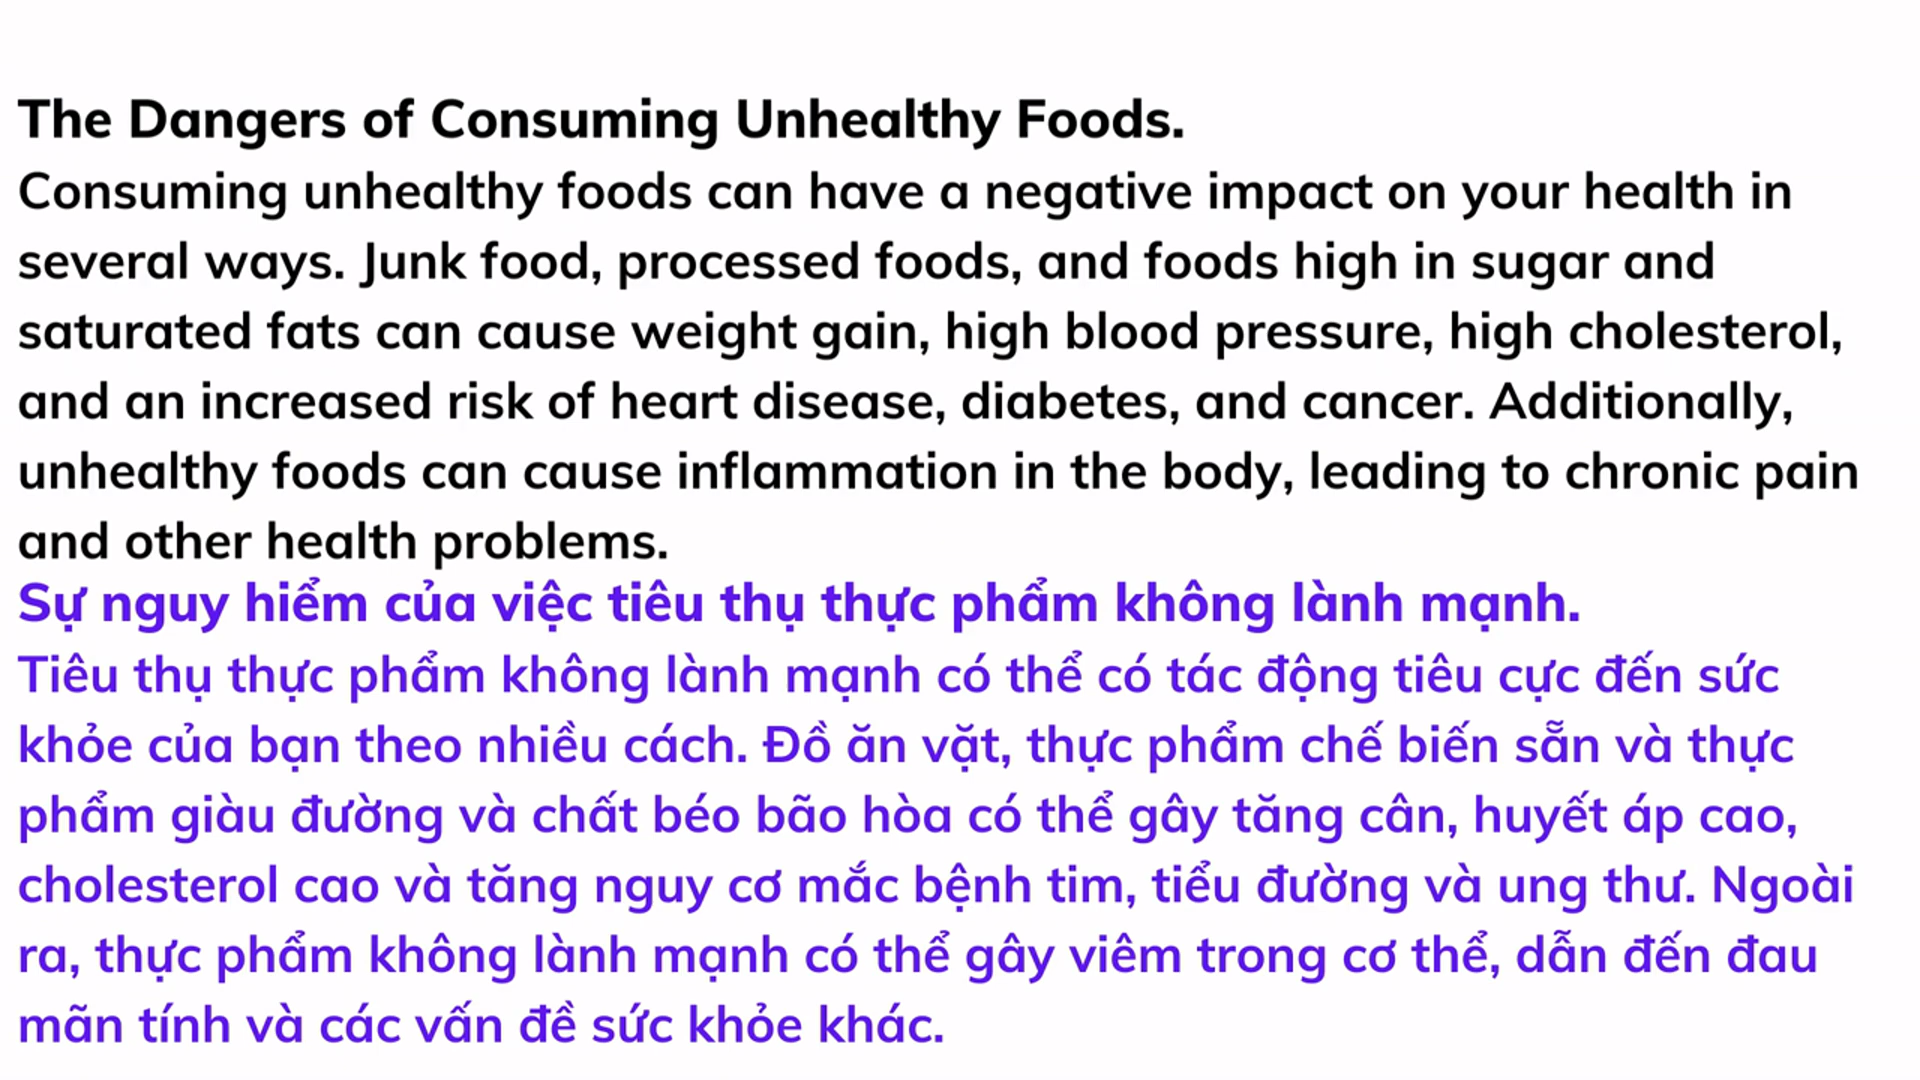 The Dangers of Consuming Unhealthy Foods.
Consuming unhealthy foods can have a negative impact on your health in
several ways. Junk food, processed foods, and foods high in sugar and
saturated fats can cause weight gain, high blood pressure, high cholesterol,
and an increased risk of heart disease, diabetes, and cancer. Additionally,
unhealthy foods can cause inflammation in the body, leading to chronic pain
and other health problems.
Sự nguy hiểm của việc tiêu thụ thực phẩm không lành mạnh.
Tiêu thụ thực phẩm không lành mạnh có thể có tác động tiêu cực đến sức
khỏe của bạn theo nhiều cách. Đồ ăn vặt, thực phẩm chế biến sẵn và thực
phẩm giàu đường và chất béo bão hòa có thể gây tăng cân, huyết áp cao,
cholesterol cao và tăng nguy cơ mắc bệnh tim, tiểu đường và ung thư. Ngoài
ra, thực phẩm không lành mạnh có thể gây viêm trong cơ thể, dẫn đến đau
mãn tính và các vấn đề sức khỏe khác.